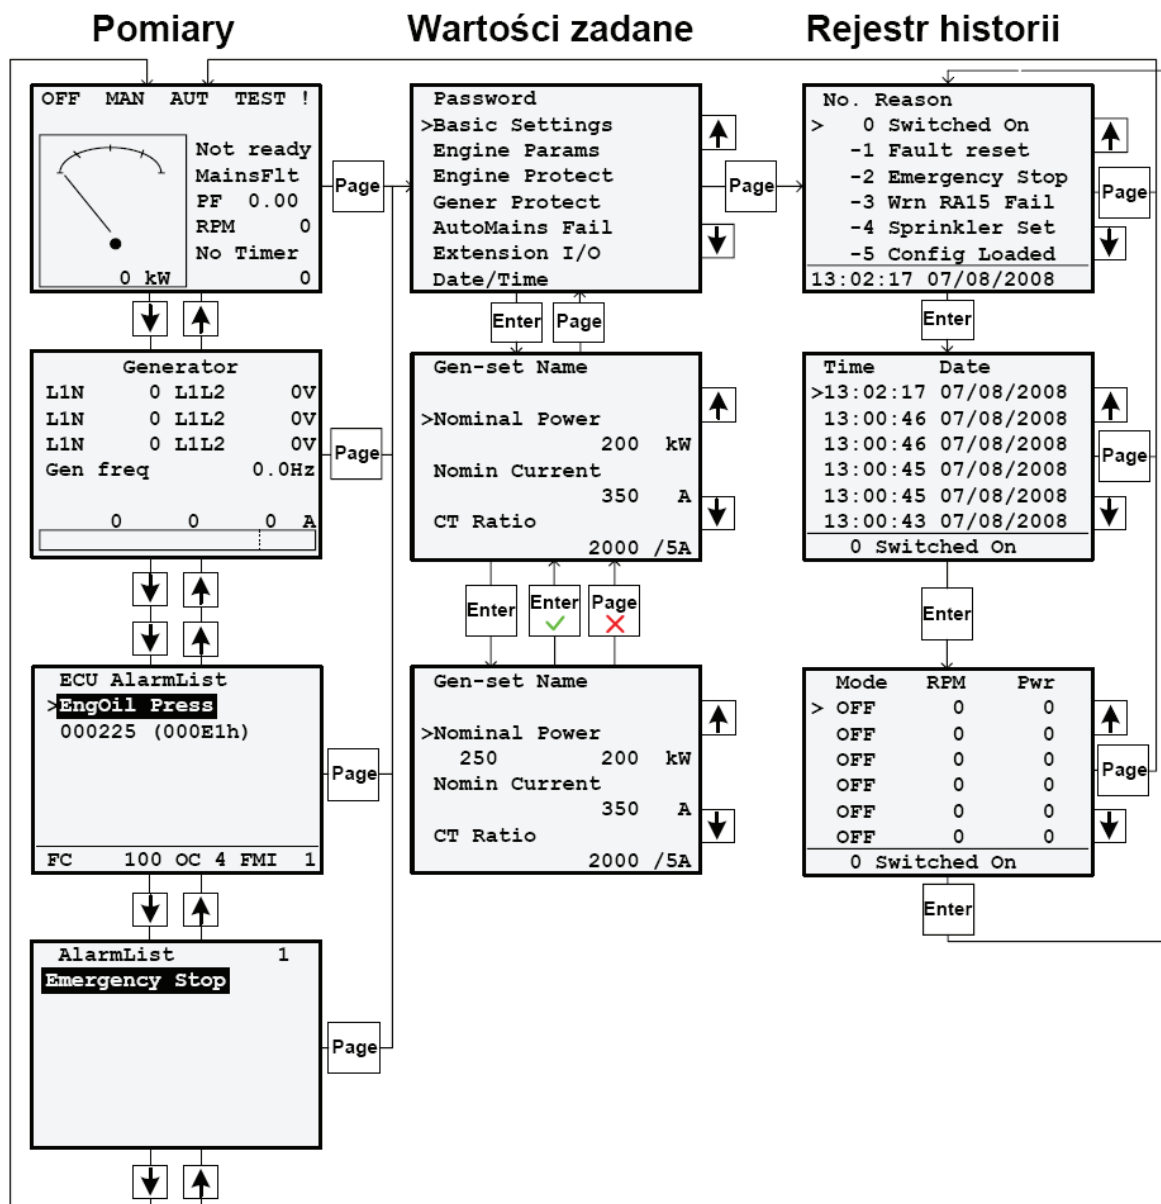 Pomiary
OFF MAN AUT TEST !
Not ready
MainsFlt
PF 0.00
RPM 0
No Timer
0 kW 0
Page
Generator
L1N 0 L1L2 0V
L1N 0 L1L2 0V
L1N 0 L1L2 0V
Gen freq 0.0Hz
0 0 0 A
Page
ECU AlarmList
>EngOil Press
000225 (000E1h)
FC 100 OC 4 FMI 1
Page
AlarmList 1
Emergency Stop
Page
Wartości zadane
Password
>Basic Settings
Engine Params
Engine Protect
Gener Protect
AutoMains Fail
Extension I/O
Date/Time
Page
Enter Page
Gen-set Name
>Nominal Power
200 kW
Nomin Current
350 A
CT Ratio
2000 /5A
Enter Enter Page
Gen-set Name
>Nominal Power
250 200 kW
Nomin Current
350 A
CT Ratio
2000 /5A
Rejestr historii
No. Reason
> 0 Switched On
-1 Fault reset
-2 Emergency Stop
-3 Wrn RA15 Fail
-4 Sprinkler Set
-5 Config Loaded
13:02:17 07/08/2008
Page
Enter
Time Date
>13:02:17 07/08/2008
13:00:46 07/08/2008
13:00:46 07/08/2008
13:00:45 07/08/2008
13:00:45 07/08/2008
13:00:43 07/08/2008
0 Switched On
Page
Enter
Mode RPM Pwr
> OFF 0 0
OFF 0 0
OFF 0 0
OFF 0 0
OFF 0 0
OFF 0 0
0 Switched On
Page
Enter